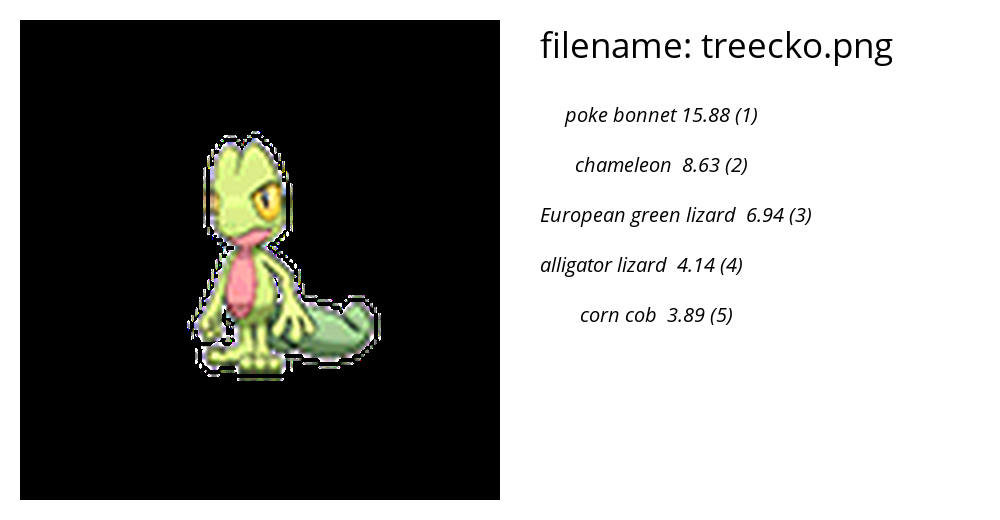 filename: treecko.png
poke bonnet 15.88 (1)
chameleon 8.63 (2)
European green lizard 6.94 (3)
alligator lizard 4.14 (4)
corn cob 3.89 (5)